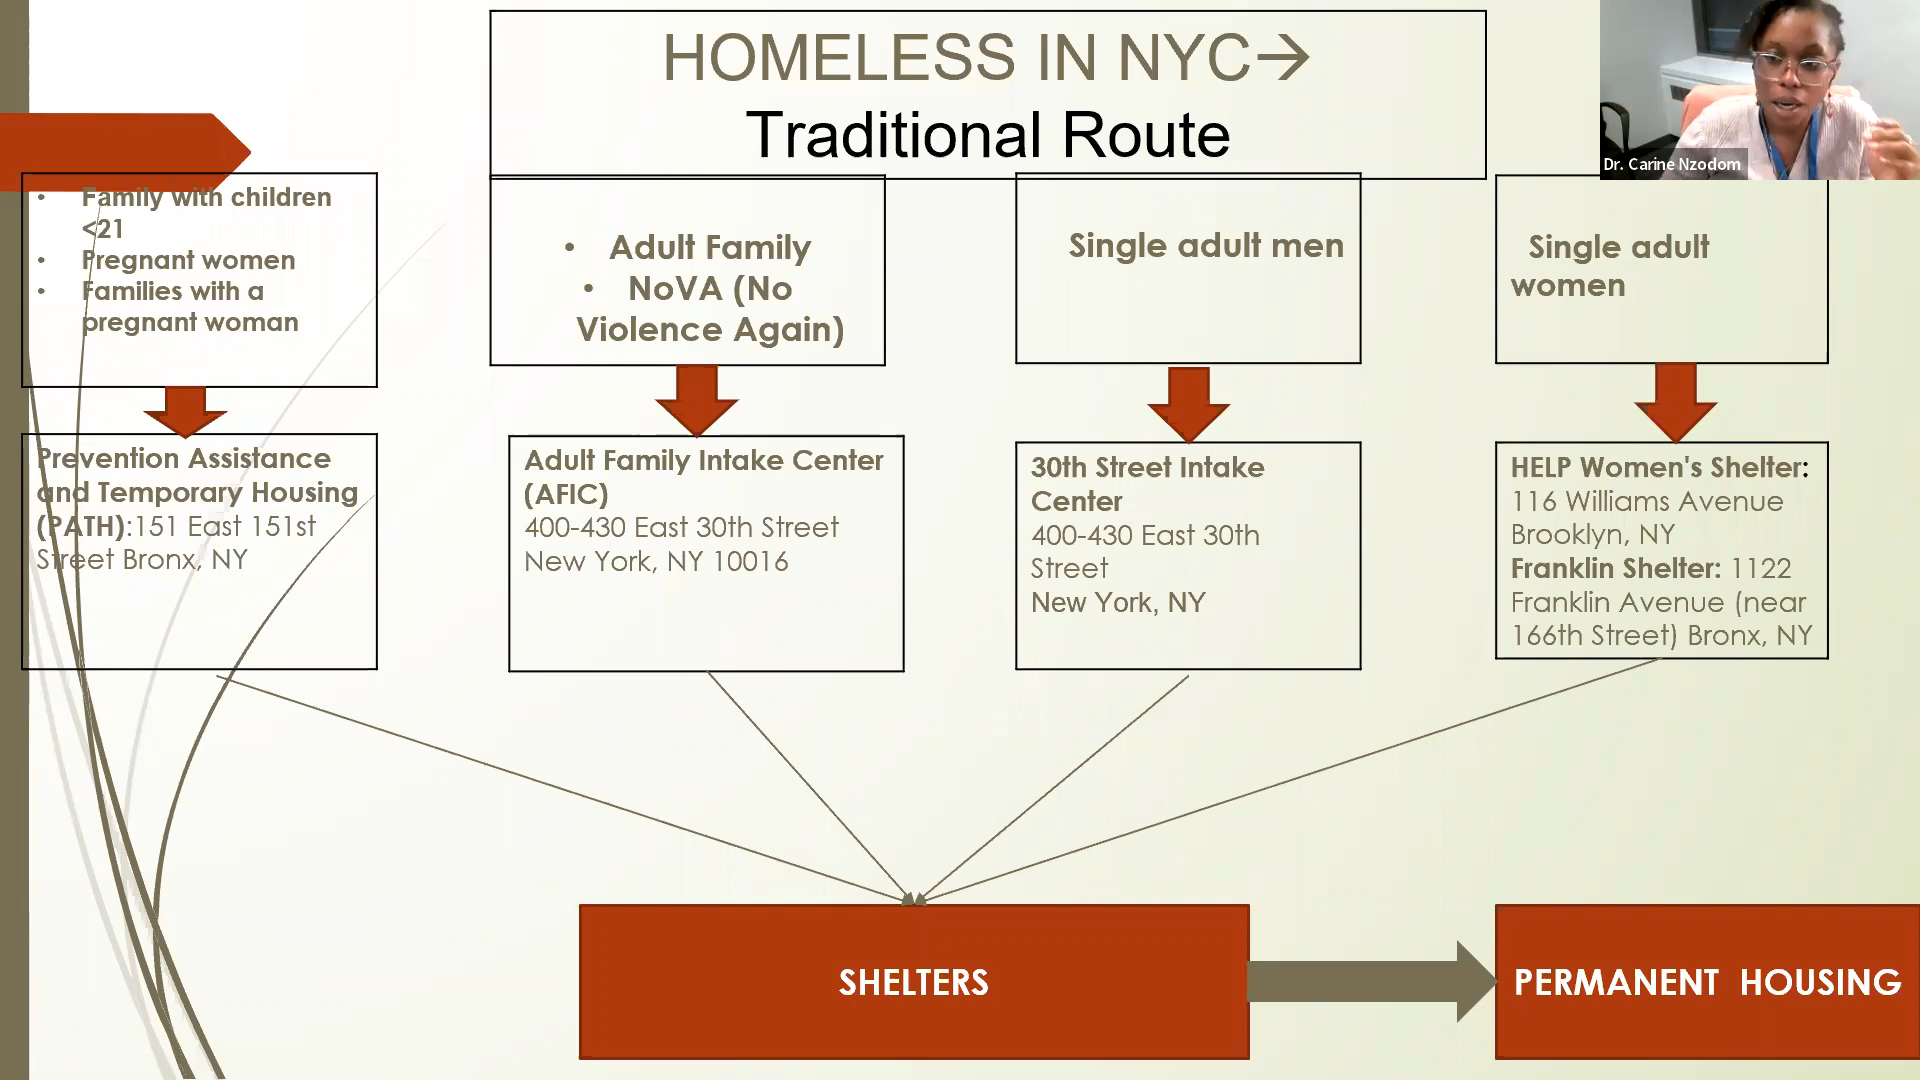 HOMELESS IN NYC→
Traditional Route
Dr. Carine Nzodom
• Family with children
<21
• Pregnant women
• Families with a
pregnant woman
• Adult Family
• NoVA (No
Violence Again)
Single adult men
Single adult
women
Prevention Assistance
and Temporary Housing
(PATH):151 East 151st
Street Bronx, NY
Adult Family Intake Center
(AFIC)
400-430 East 30th Street
New York, NY 10016
30th Street Intake
Center
400-430 East 30th
Street
New York, NY
HELP Women's Shelter:
116 Williams Avenue
Brooklyn, NY
Franklin Shelter: 1122
Franklin Avenue (near
166th Street) Bronx, NY
SHELTERS
PERMANENT HOUSING